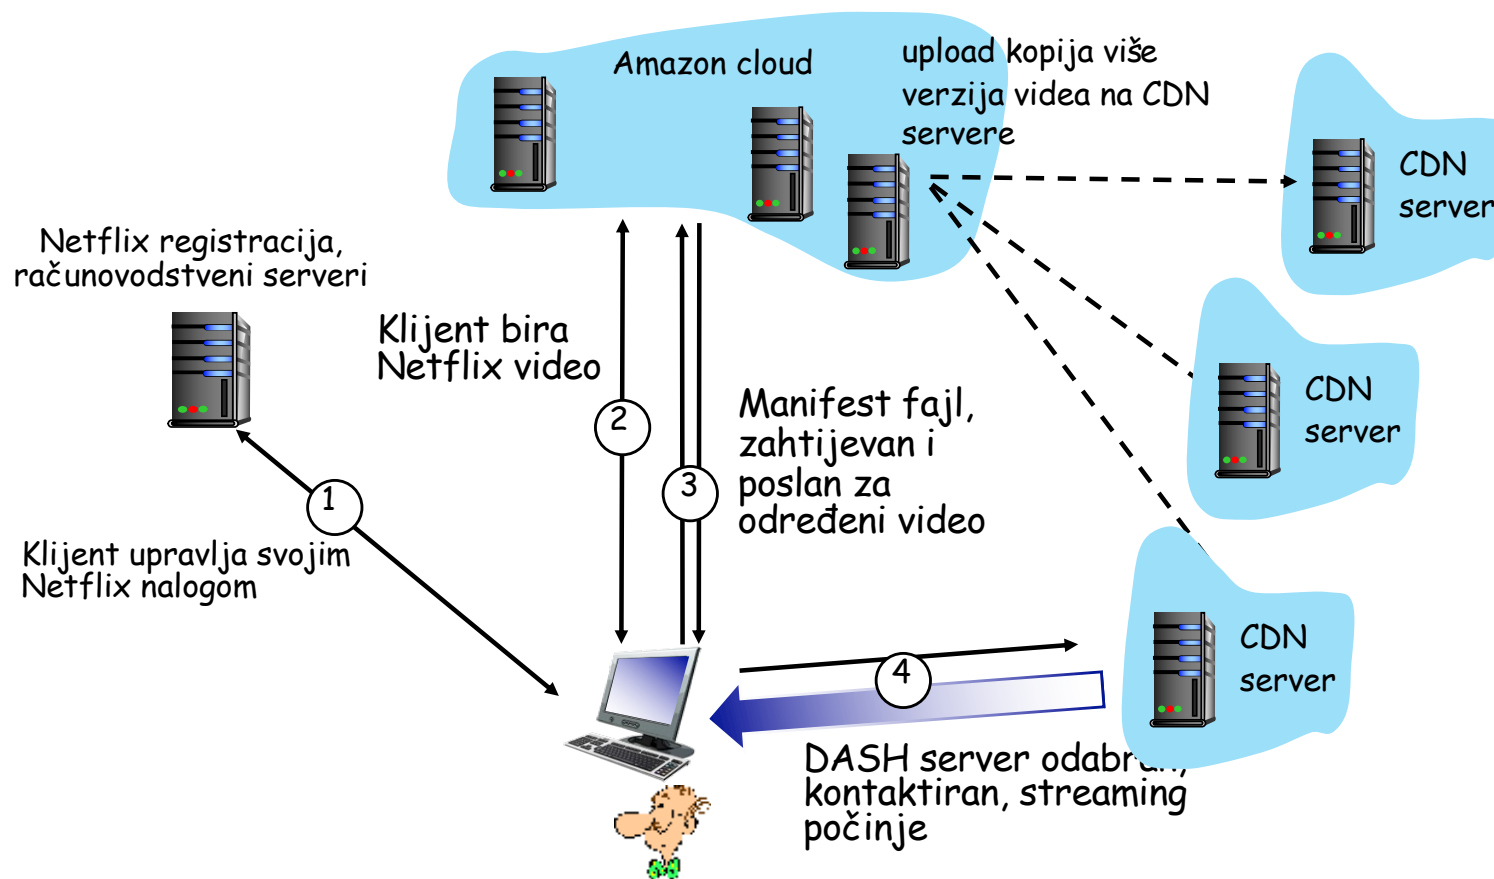 Amazon cloud
upload kopija više
verzija videa na CDN
servere
CDN
server
Netflix registracija,
računovodstveni serveri
Klijent bira
Netflix video
CDN
server
2
Manifest fajl,
zahtijevan i
poslan za
određeni video
3
1
Klijent upravlja svojim
Netflix nalogom
CDN
server
4
DASH server
kontaktiran, streaming
počinje